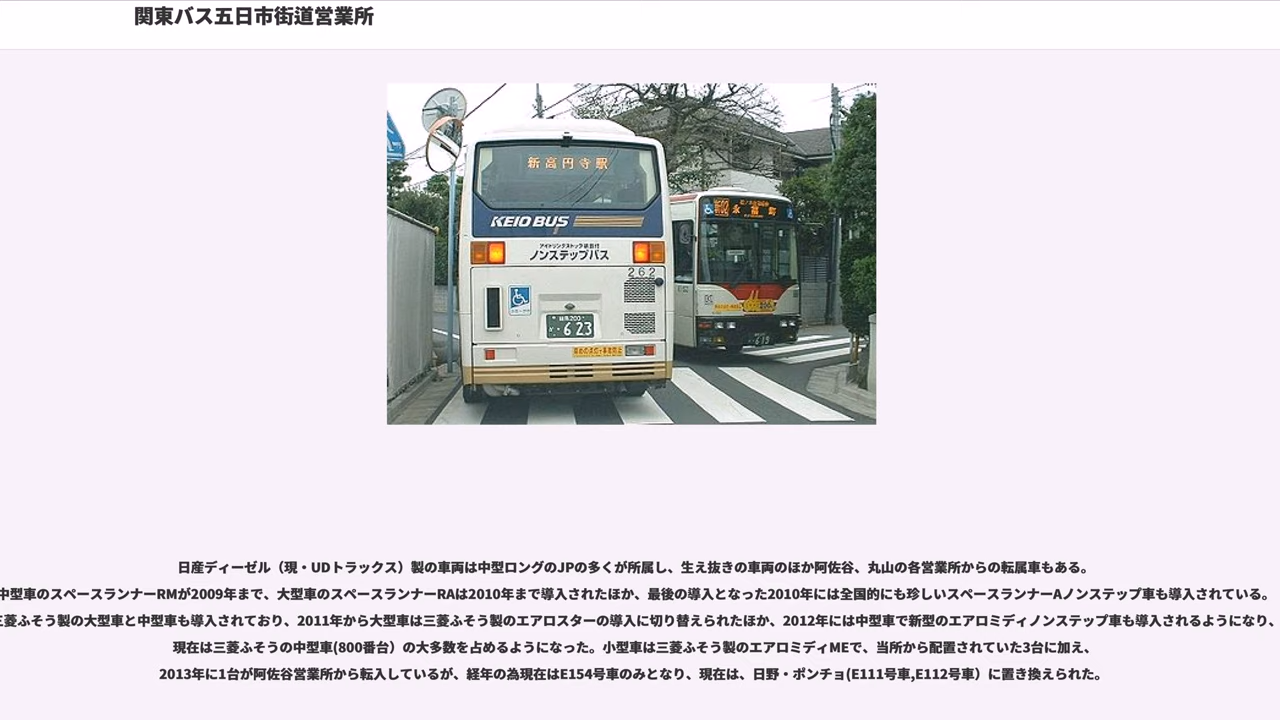 関東バス五日市街道営業所
新高円寺駅
KEIO BUS
アイドリングストップ装置付
ノンステップバス
262
623
永福町
619
日産ディーゼル（現・UDトラックス）製の車両は中型ロングのJPの多くが所属し、生え抜きの車両のほか阿佐谷、丸山の各営業所からの転属車もある。
中型車のスペースランナーRMが2009年まで、大型車のスペースランナーRAは2010年まで導入されたほか、最後の導入となった2010年には全国的にも珍しいスペースランナーAノンステップ車も導入されている。
三菱ふそう製の大型車と中型車も導入されており、2011年から大型車は三菱ふそう製のエアロスターの導入に切り替えられたほか、2012年には中型車で新型のエアロミディノンステップ車も導入されるようになり、
現在は三菱ふそうの中型車(800番台）の大多数を占めるようになった。小型車は三菱ふそう製のエアロミディMEで、当所から配置されていた3台に加え、
2013年に1台が阿佐谷営業所から転入しているが、経年の為現在はE154号車のみとなり、現在は、日野・ポンチョ(E111号車,E112号車）に置き換えられた。